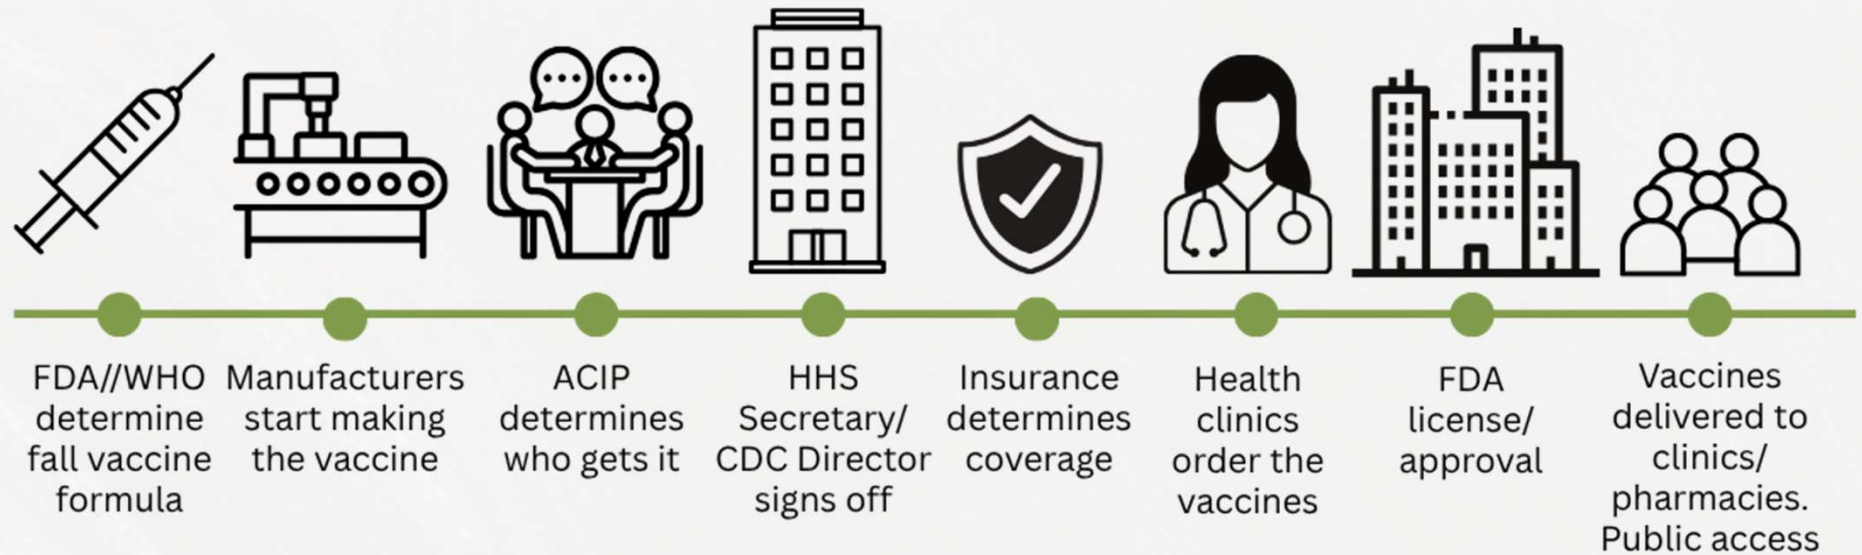 FDA//WHO
determine
fall vaccine
formula
Manufacturers
start making
the vaccine
ACIP
determines
who gets it
HHS
Secretary/
CDC Director
signs off
Insurance
determines
coverage
Health
clinics
order the
vaccines
FDA
license/
approval
Vaccines
delivered to
clinics/
pharmacies.
Public access